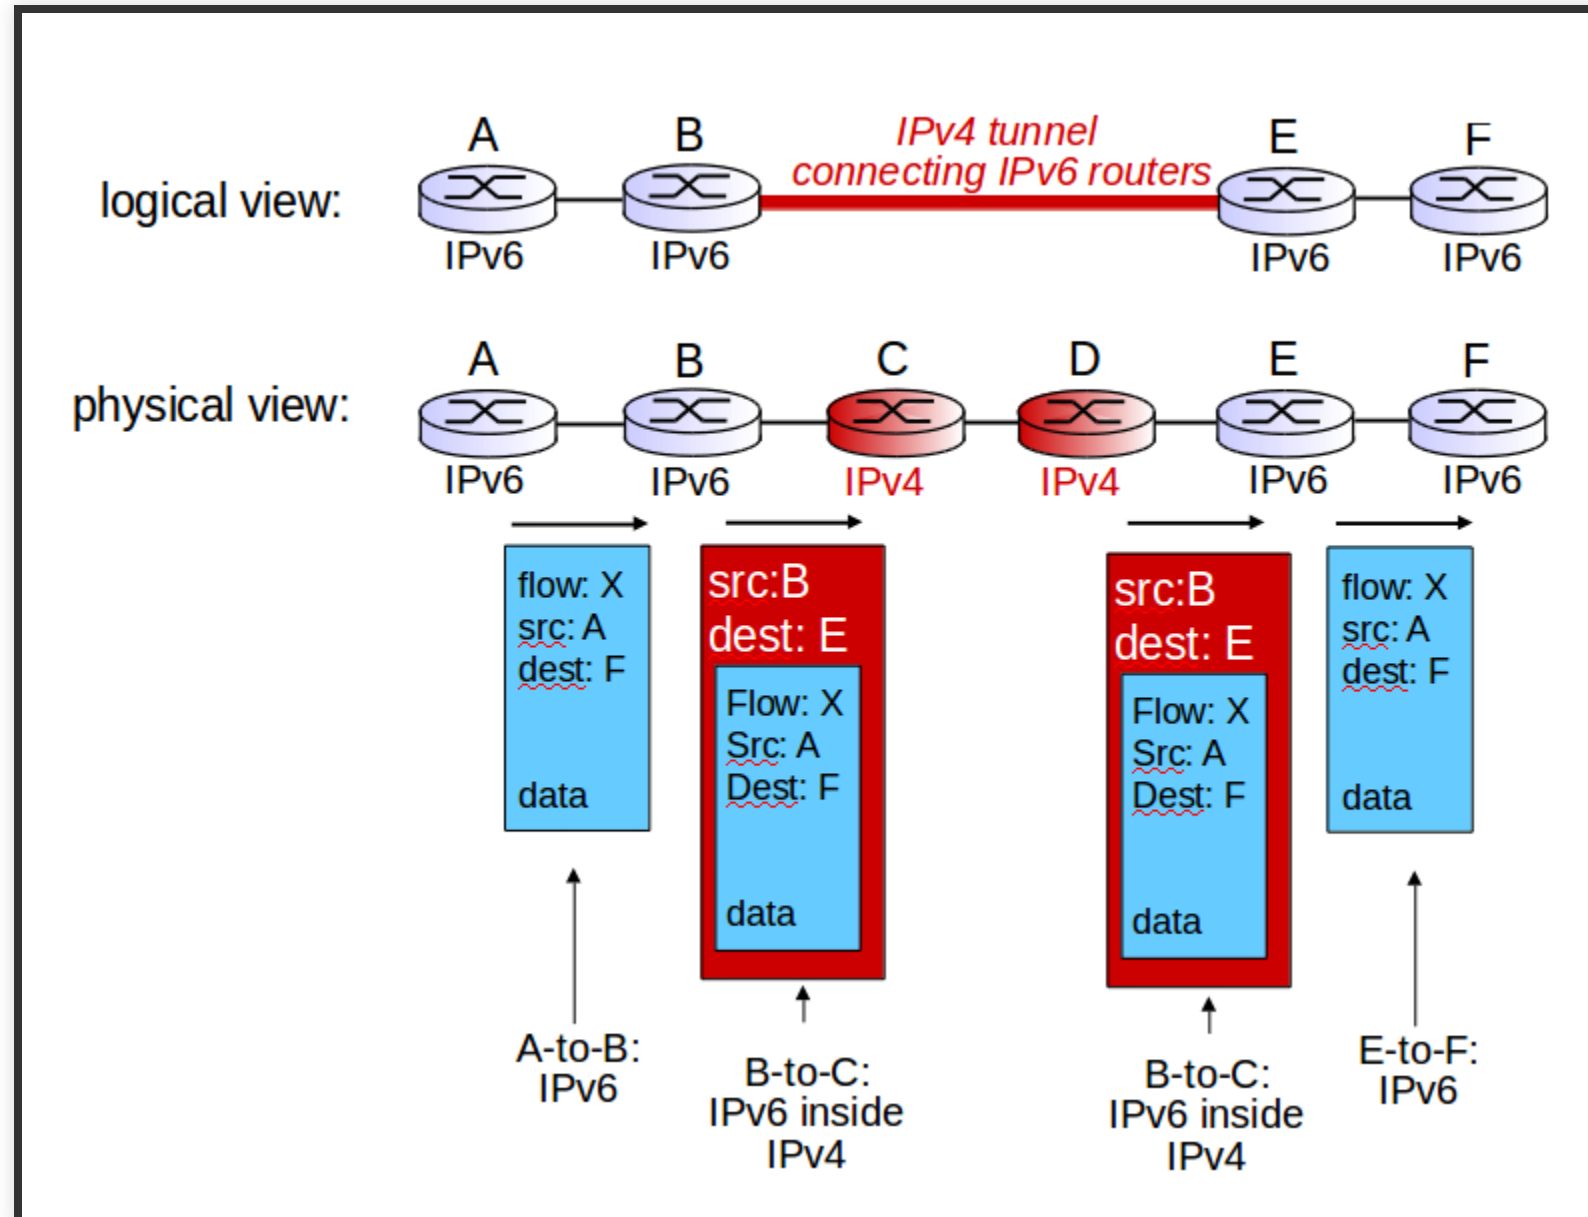 A
B
IPv4 tunnel
connecting IPv6 routers
E
F
logical view:
IPv6
IPv6
IPv6
IPv6
A
B
C
D
E
F
physical view:
IPv6
IPv6
IPv4
IPv4
IPv6
IPv6
flow: X
src: A
dest: F
data
src:B
dest: E
Flow: X
Src: A
Dest: F
data
src:B
dest: E
Flow: X
Src: A
Dest: F
data
flow: X
src: A
dest: F
data
A-to-B:
IPv6
B-to-C:
IPv6 inside
IPv4
B-to-C:
IPv6 inside
IPv4
E-to-F:
IPv6